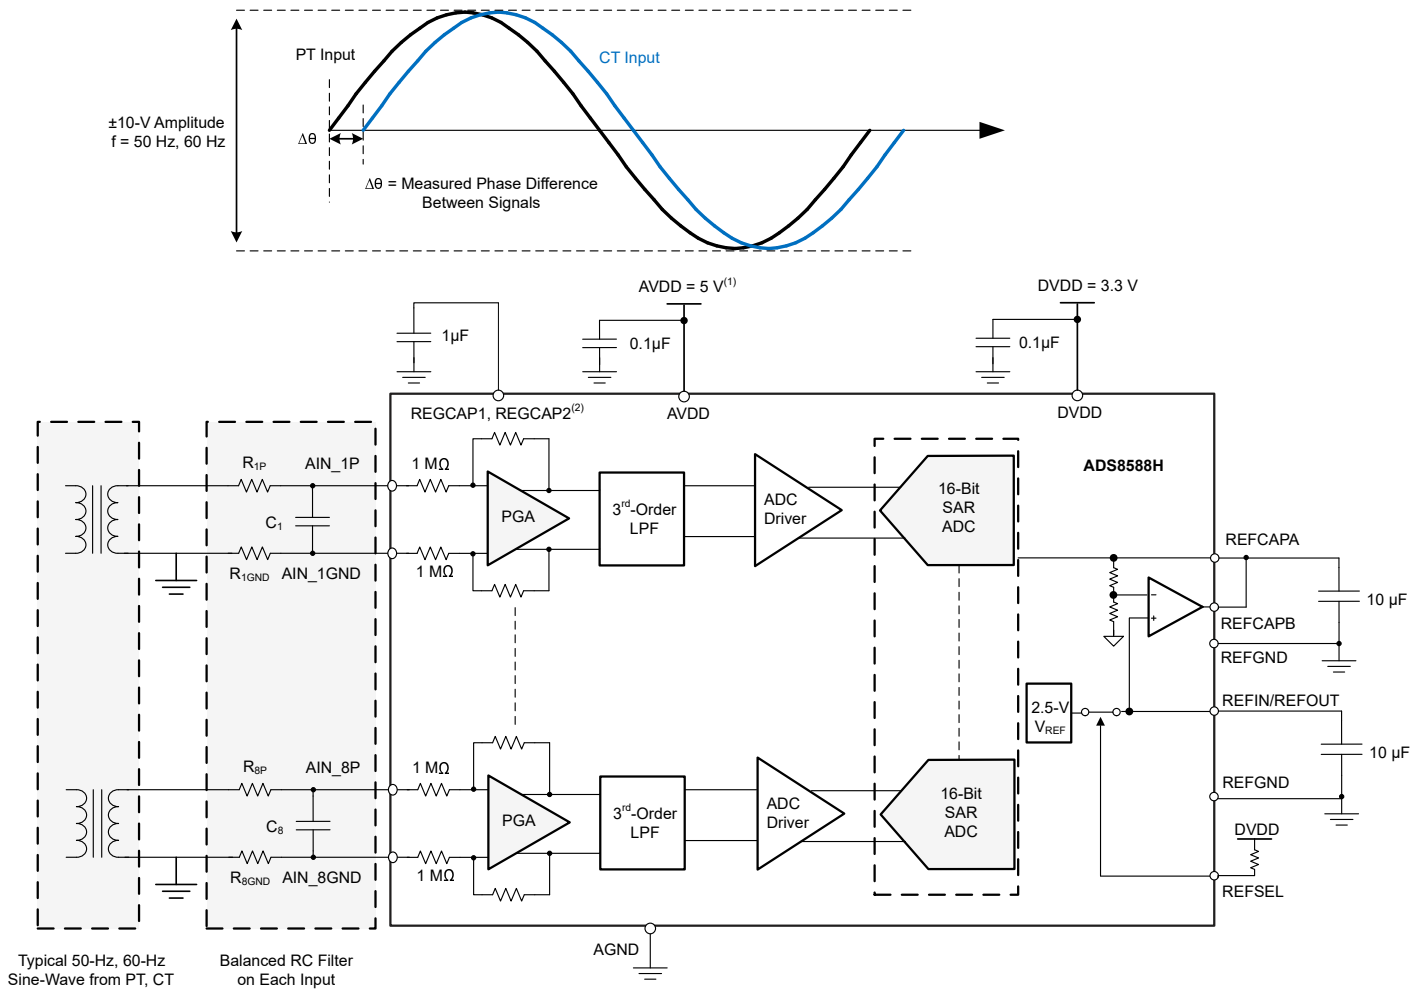 PT Input
CT Input
±10-V Amplitude
f = 50 Hz, 60 Hz
Δθ
Δθ = Measured Phase Difference
Between Signals
AVDD = 5 V(1)
DVDD = 3.3 V
1µF
0.1µF
0.1µF
REGCAP1, REGCAP2(2)
AVDD
DVDD
R1P
AIN_1P
1 MΩ
ADS8588H
C1
PGA
3rd-Order
LPF
ADC
Driver
16-Bit
SAR
ADC
R1GND
AIN_1GND
1 MΩ
REFCAPA
−
+
10 µF
REFCAPB
REFGND
2.5-V
VREF
REFIN/REFOUT
10 µF
REFGND
R8P
AIN_8P
1 MΩ
C8
PGA
3rd-Order
LPF
ADC
Driver
16-Bit
SAR
ADC
DVDD
R8GND
AIN_8GND
1 MΩ
REFSEL
AGND
Typical 50-Hz, 60-Hz
Sine-Wave from PT, CT
Balanced RC Filter
on Each Input